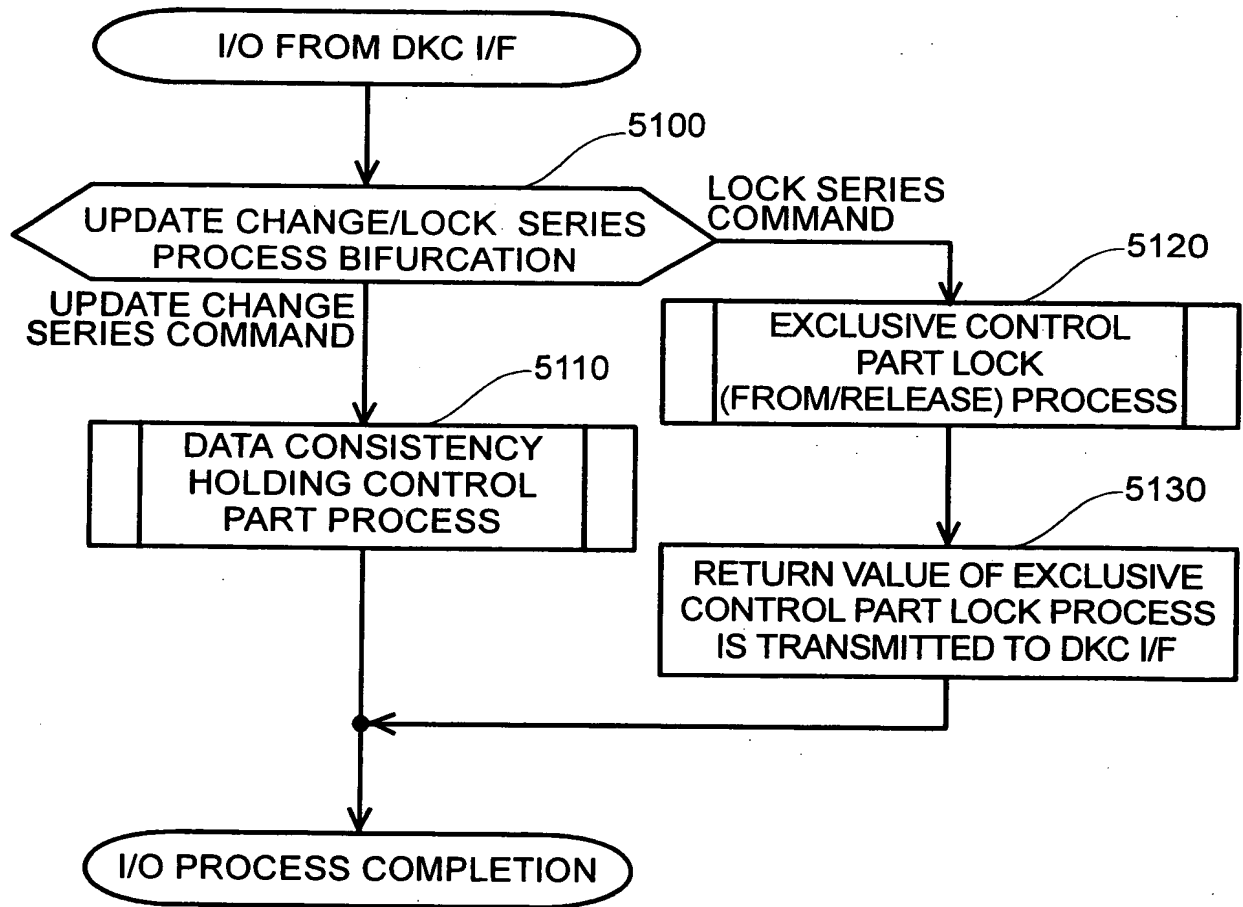 I/O FROM DKC I/F
5100
UPDATE CHANGE/LOCK SERIES
PROCESS BIFURCATION
LOCK SERIES
COMMAND
UPDATE CHANGE
SERIES COMMAND
5120
EXCLUSIVE CONTROL
PART LOCK
(FROM/RELEASE) PROCESS
5110
DATA CONSISTENCY
HOLDING CONTROL
PART PROCESS
5130
RETURN VALUE OF EXCLUSIVE
CONTROL PART LOCK PROCESS
IS TRANSMITTED TO DKC I/F
I/O PROCESS COMPLETION